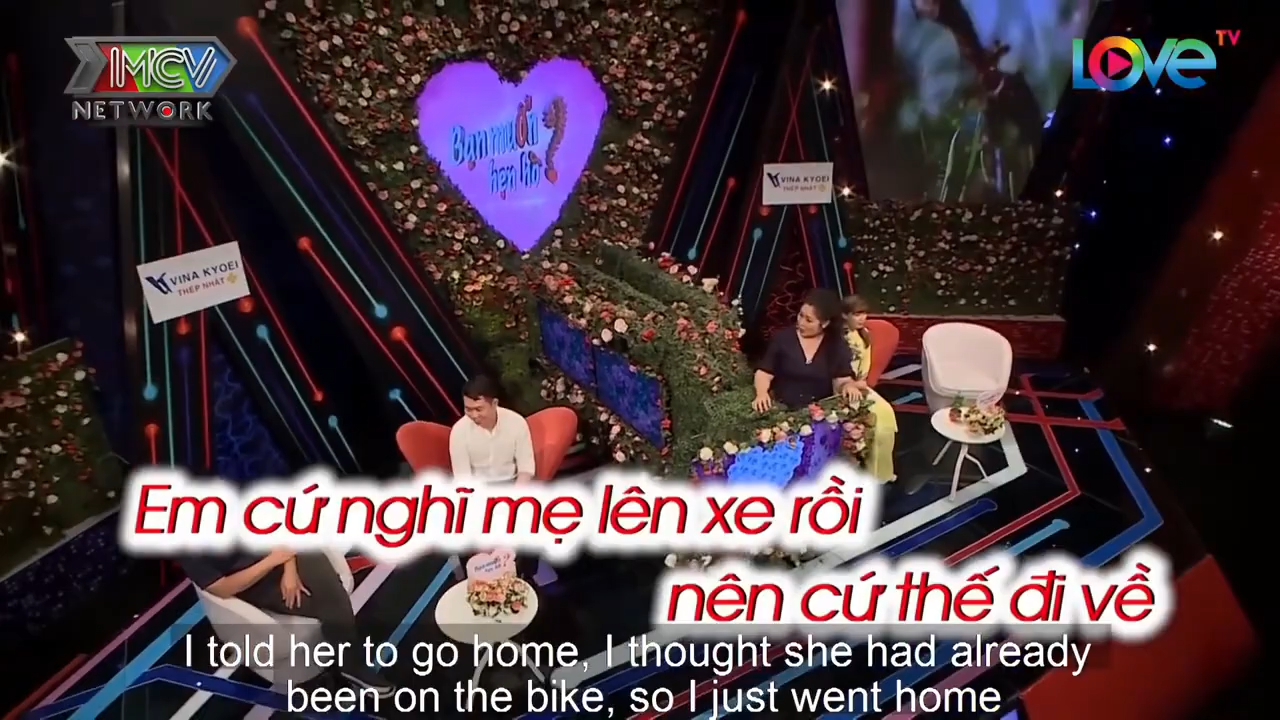 MCV
NETWORK
LOVE TV
Bạn muốn
hẹn hò?
VINA KYOEI
THÉP NHẬT
VINA KYOEI
THÉP NHẬT
Em cứ nghĩ mẹ lên xe rồi
nên cứ thế đi về
I told her to go home, I thought she had already
been on the bike, so I just went home